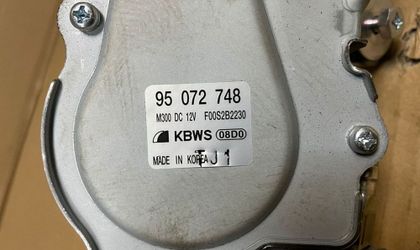 95 072 748
M300 DC 12V F00S2B2230
KBWS 08D0
MADE IN KOREA TJ1